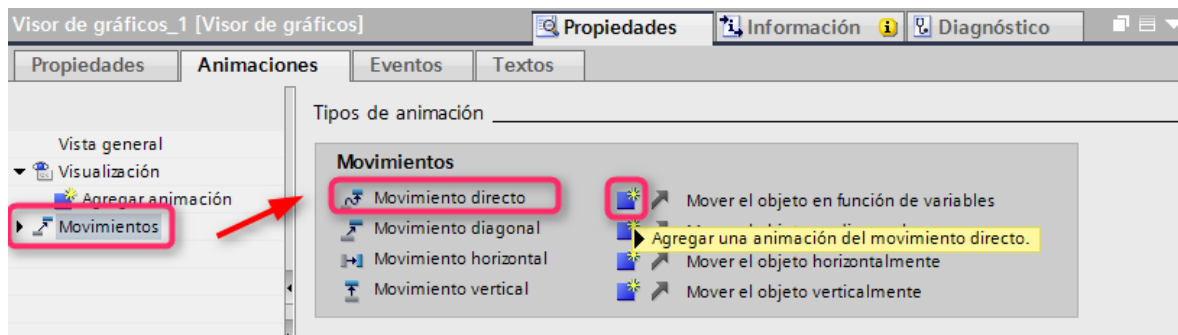 Visor de gráficos_1 [Visor de gráficos]
Propiedades
Información
Diagnóstico
Propiedades
Animaciones
Eventos
Textos
Vista general
Visualización
Agregar animación
Movimientos
Tipos de animación
Movimientos
Movimiento directo
Mover el objeto en función de variables
Movimiento diagonal
Agregar una animación del movimiento directo.
Movimiento horizontal
Mover el objeto horizontalmente
Movimiento vertical
Mover el objeto verticalmente